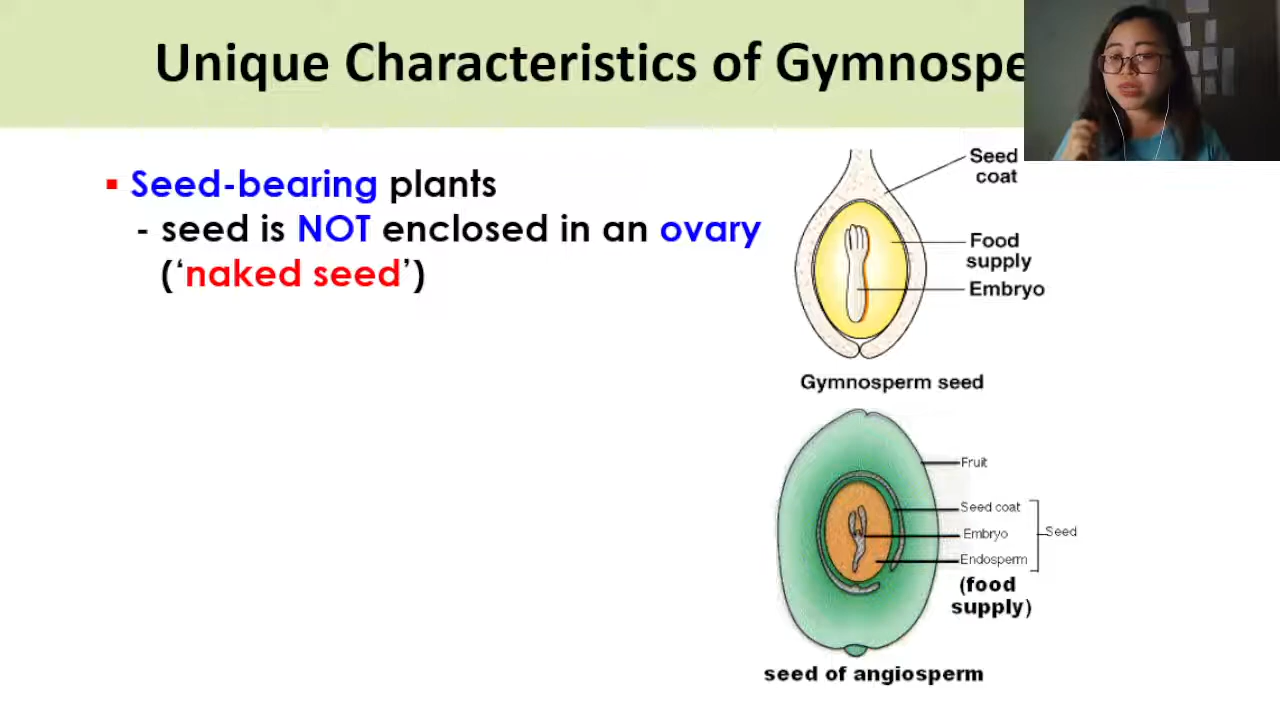 Unique Characteristics of Gymnospe
▪ Seed-bearing plants
- seed is NOT enclosed in an ovary
('naked seed')
Seed
coat
Food
supply
Embryo
Gymnosperm seed
Fruit
Seed coat
Embryo
Endosperm
Seed
(food
supply)
seed of angiosperm